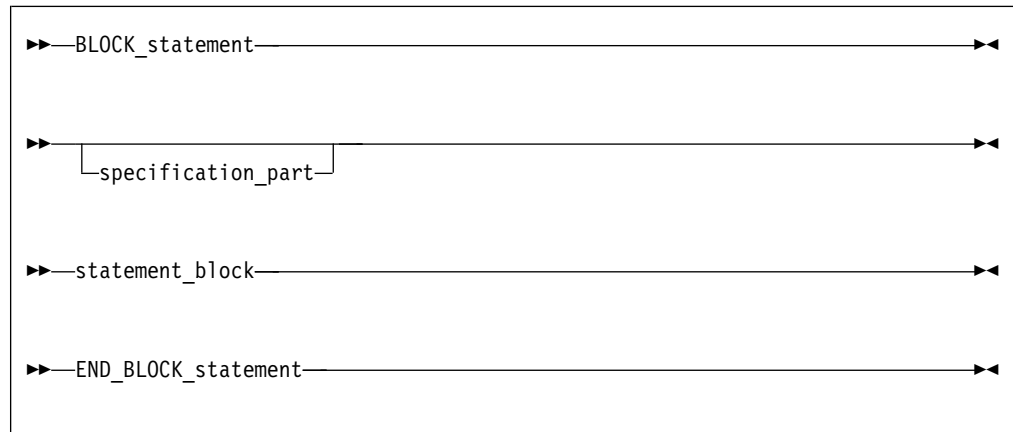 BLOCK_statement
specification_part
statement_block
END_BLOCK_statement